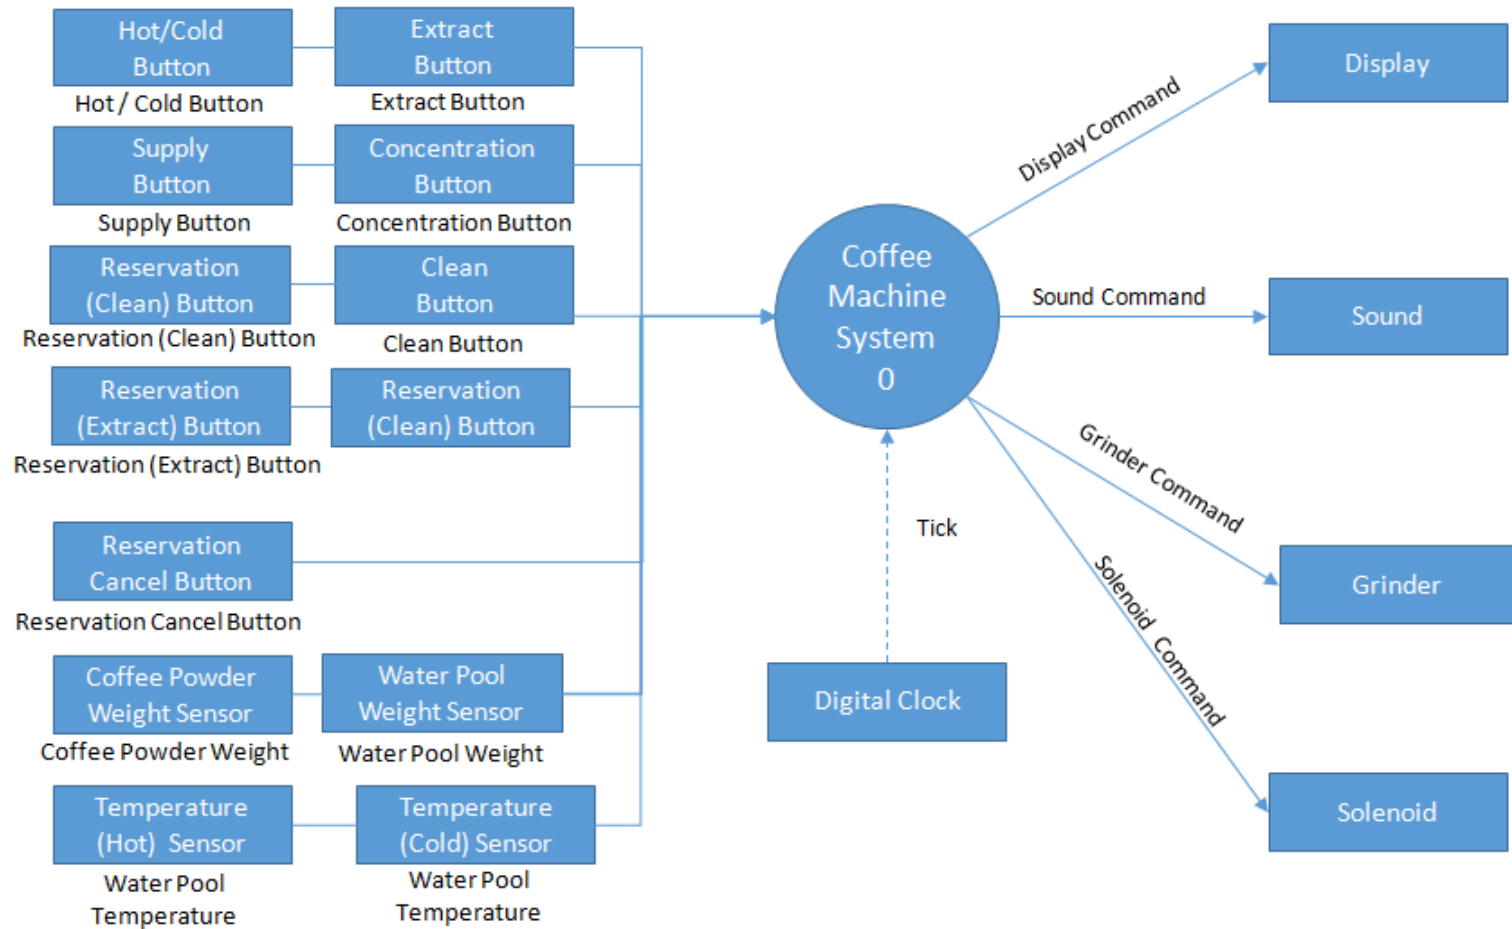 Hot/Cold
Button
Hot / Cold Button
Extract
Button
Extract Button
Supply
Button
Supply Button
Concentration
Button
Concentration Button
Reservation
(Clean) Button
Reservation (Clean) Button
Clean
Button
Clean Button
Reservation
(Extract) Button
Reservation (Extract) Button
Reservation
(Clean) Button
Reservation
Cancel Button
Reservation Cancel Button
Coffee Powder
Weight Sensor
Coffee Powder Weight
Water Pool
Weight Sensor
Water Pool Weight
Temperature
(Hot) Sensor
Water Pool
Temperature
Temperature
(Cold) Sensor
Water Pool
Temperature
Coffee
Machine
System
0
Tick
Digital Clock
Display Command
Display
Sound Command
Sound
Grinder Command
Grinder
Solenoid Command
Solenoid